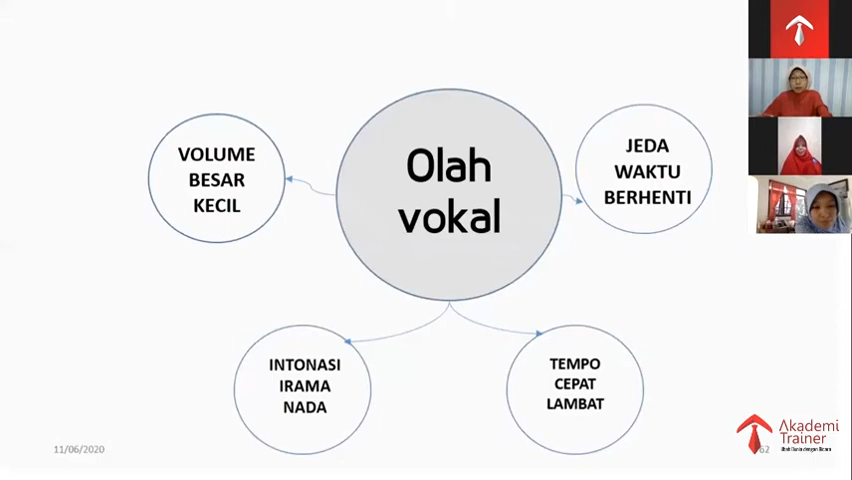 Olah
vokal
VOLUME
BESAR
KECIL
JEDA
WAKTU
BERHENTI
INTONASI
IRAMA
NADA
TEMPO
CEPAT
LAMBAT
11/06/2020
62
Akademi
Trainer